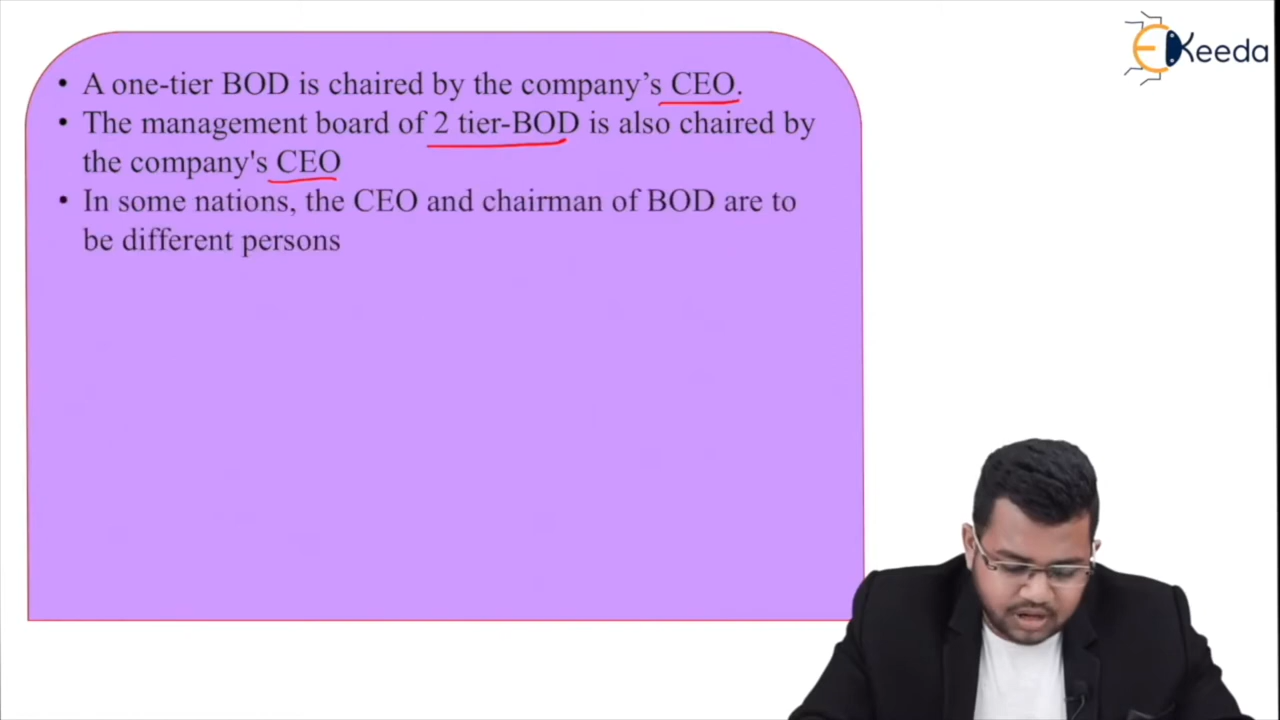 EKeeda
• A one-tier BOD is chaired by the company’s CEO.
• The management board of 2 tier-BOD is also chaired by
the company's CEO
• In some nations, the CEO and chairman of BOD are to
be different persons